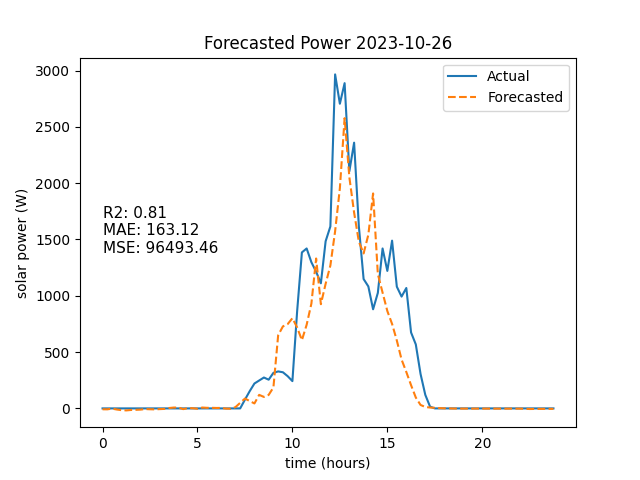 Forecasted Power 2023-10-26
3000
2500
2000
1500
1000
500
0
solar power (W)
R2: 0.81
MAE: 163.12
MSE: 96493.46
Actual
Forecasted
0
5
10
15
20
time (hours)